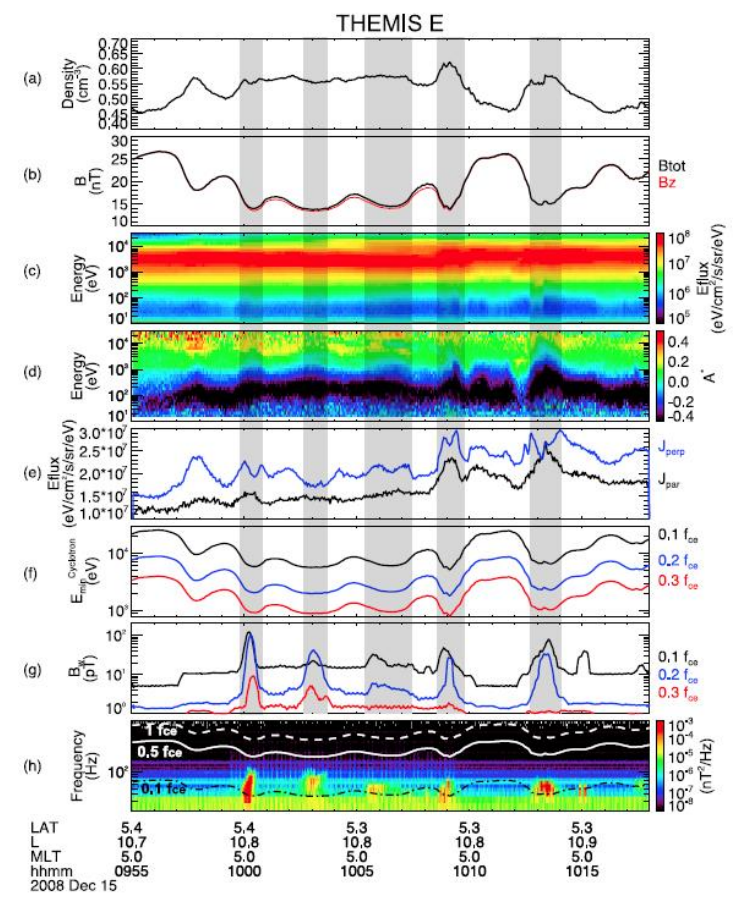 THEMIS E
(a)
Density
(cm⁻³)
0.70
0.65
0.60
0.55
0.50
0.45
0.40
(b)
B
(nT)
30
25
20
15
10
Btot
Bz
(c)
Energy
(eV)
10⁴
10³
10²
10¹
10⁸
10⁷
10⁶
10⁵
Eflux
(eV/cm²/s/sr/eV)
(d)
Energy
(eV)
10⁴
10³
10²
10¹
0.4
0.2
0.0
-0.2
-0.4
A*
(e)
Eflux
(eV/cm²/s/sr/eV)
3.0*10⁷
2.5*10⁷
2.0*10⁷
1.5*10⁷
1.0*10⁷
J_perp
J_par
(f)
E_min^Cyclotron (eV)
10⁴
10³
0.1 f_ce
0.2 f_ce
0.3 f_ce
(g)
B_w
(pT)
10²
10¹
10⁰
0.1 f_ce
0.2 f_ce
0.3 f_ce
(h)
Frequency
(Hz)
10²
1 fce
0.5 fce
0.1 fce
10⁻³
10⁻⁴
10⁻⁵
10⁻⁶
10⁻⁷
10⁻⁸
(nT²/Hz)
LAT 5.4 5.4 5.3 5.3 5.3
L 10.7 10.8 10.8 10.8 10.9
MLT 5.0 5.0 5.0 5.0 5.0
hhmm 0955 1000 1005 1010 1015
2008 Dec 15